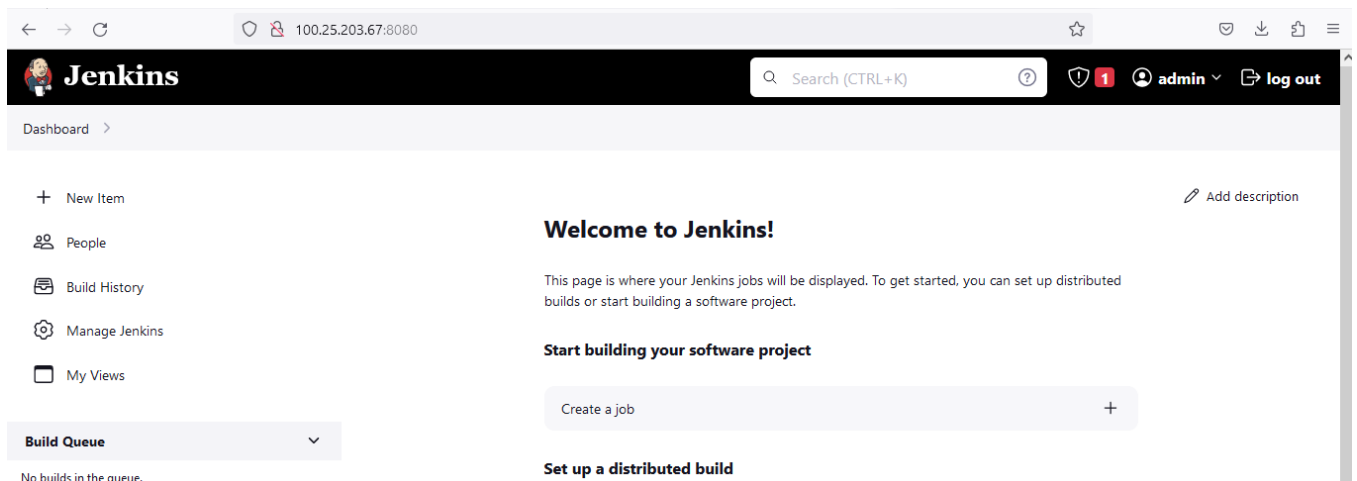 100.25.203.67:8080
Jenkins
Search (CTRL+K)
1
admin
log out
Dashboard
New Item
Add description
People
Welcome to Jenkins!
Build History
This page is where your Jenkins jobs will be displayed. To get started, you can set up distributed
builds or start building a software project.
Manage Jenkins
Start building your software project
My Views
Create a job
Build Queue
Set up a distributed build
No builds in the queue.